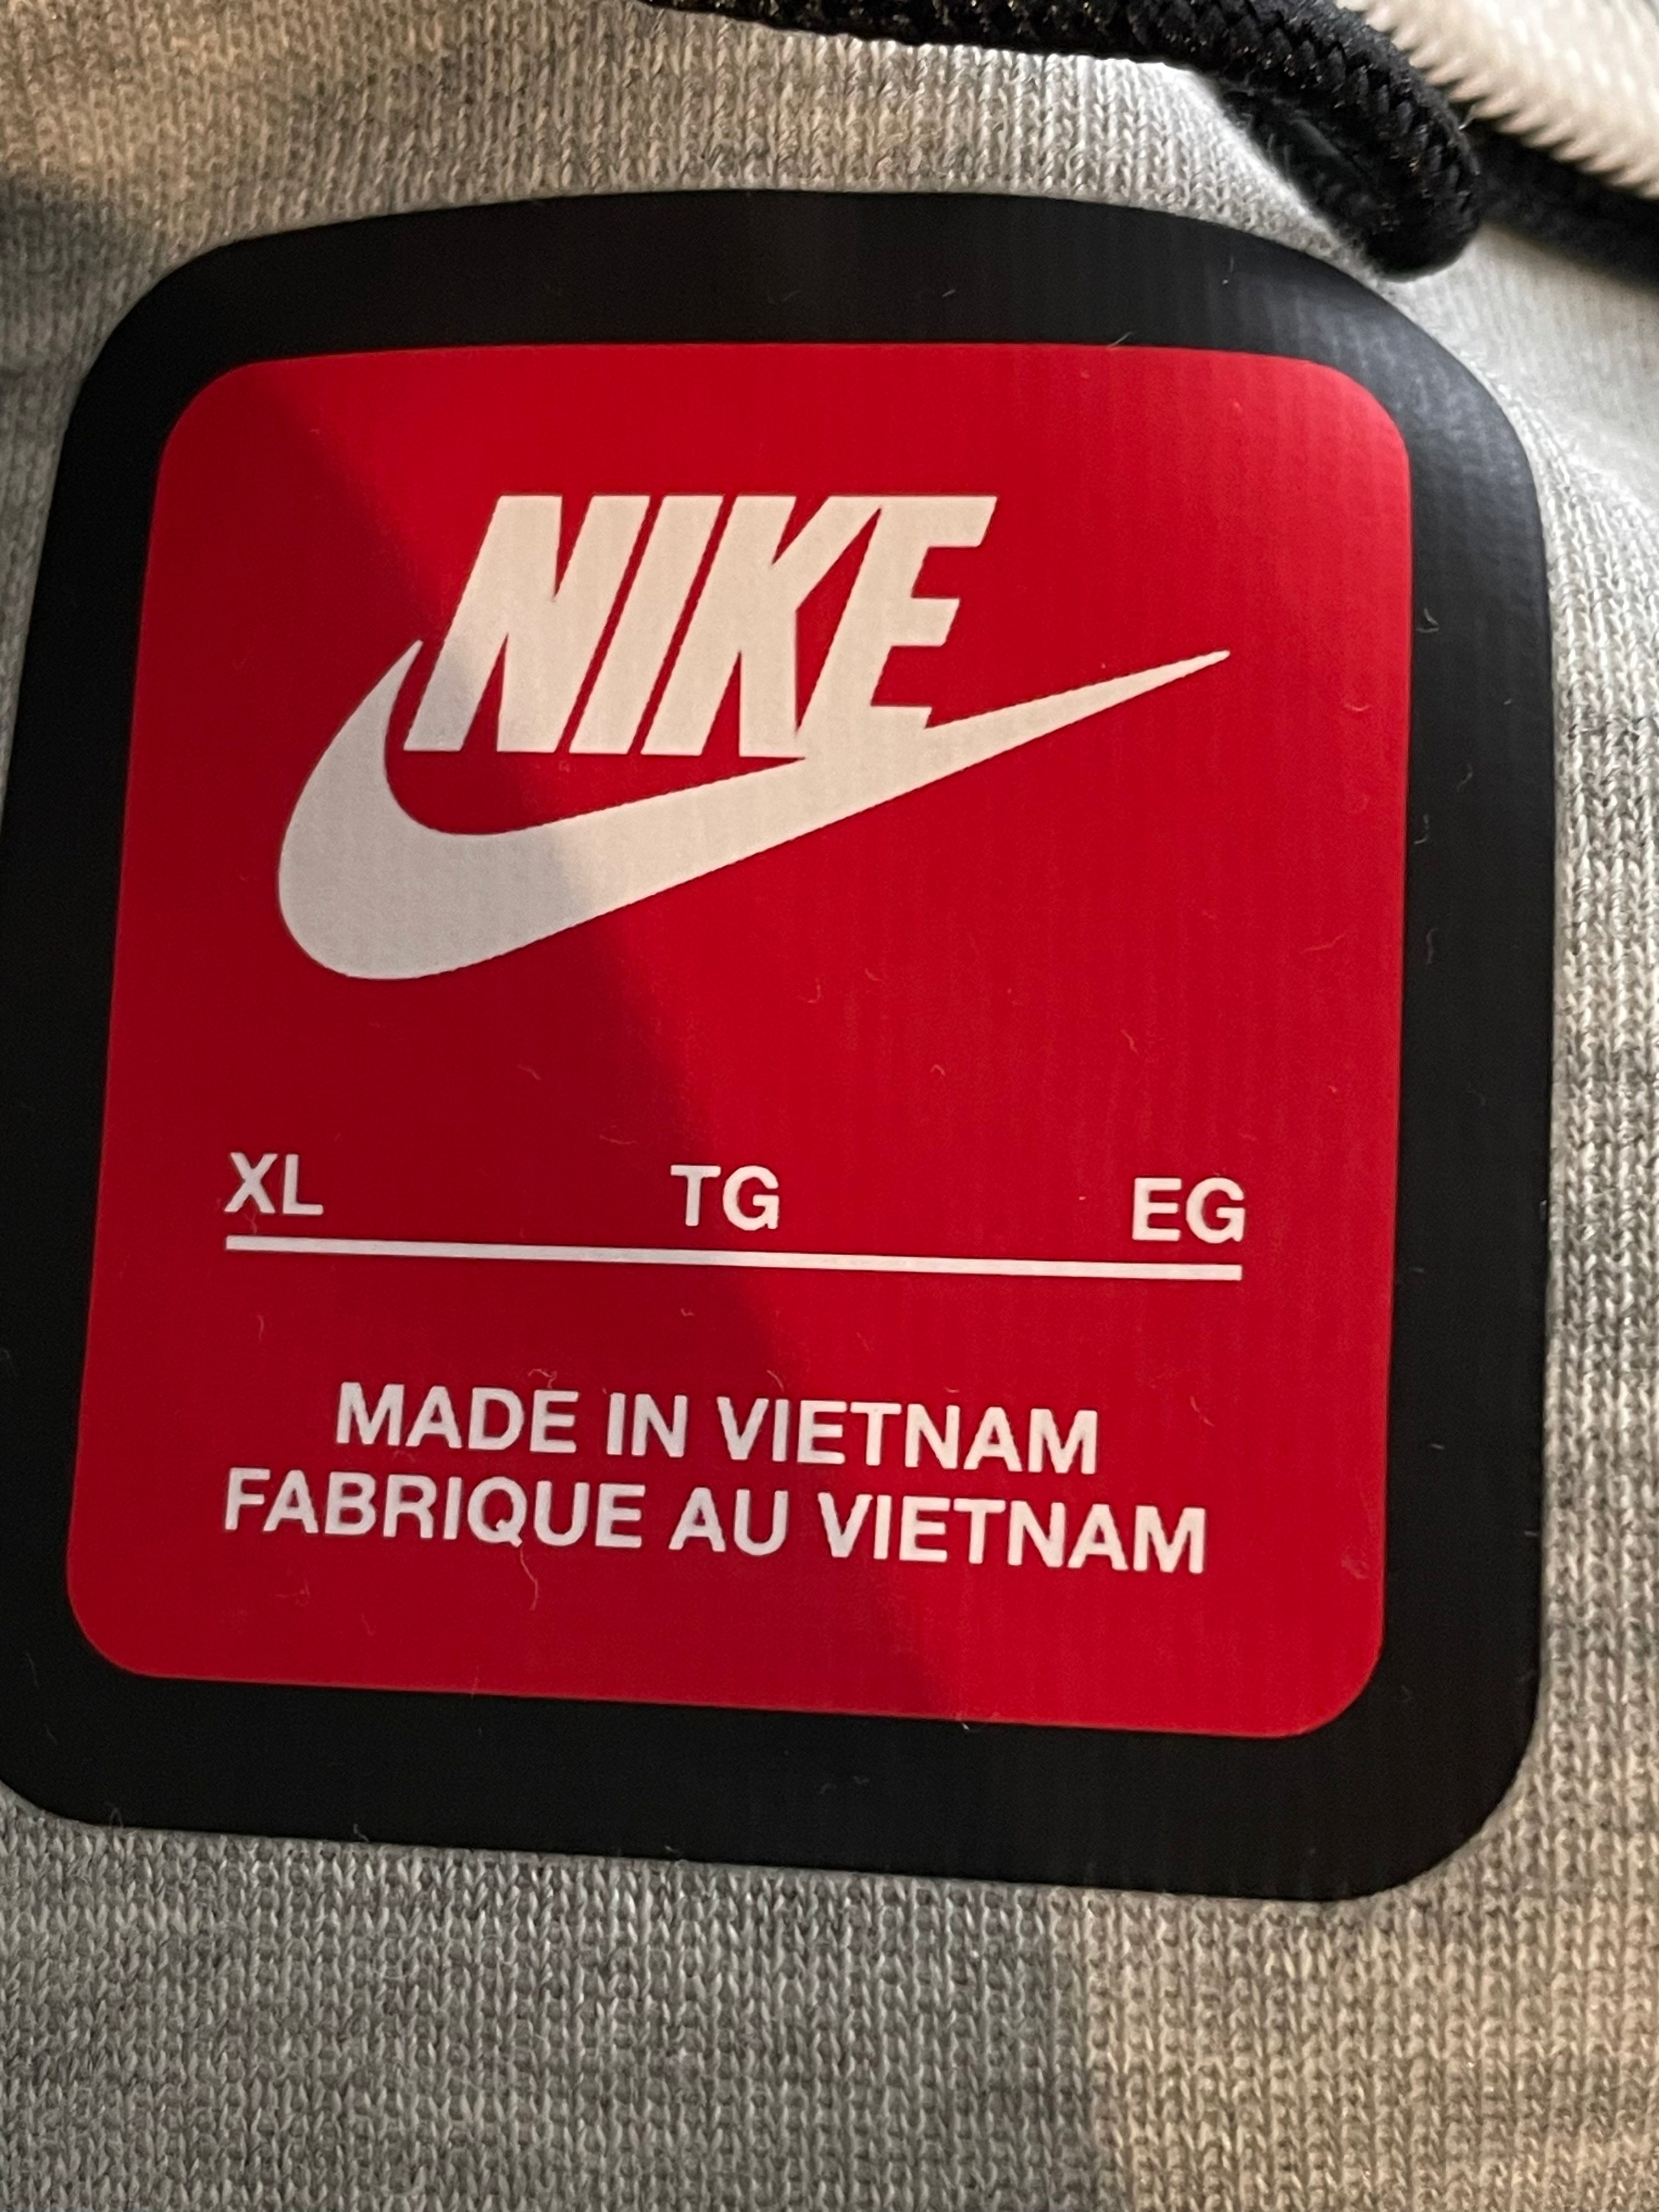 NIKE
XL TG EG
MADE IN VIETNAM
FABRIQUE AU VIETNAM